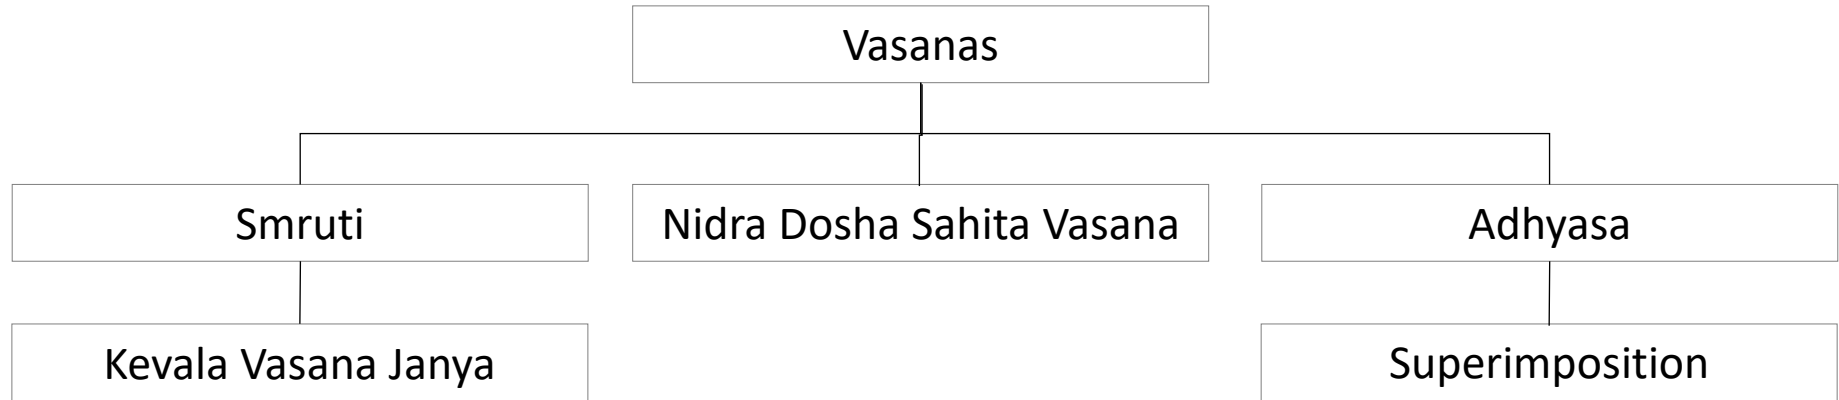 Vasanas
Smruti
Nidra Dosha Sahita Vasana
Adhyasa
Kevala Vasana Janya
Superimposition